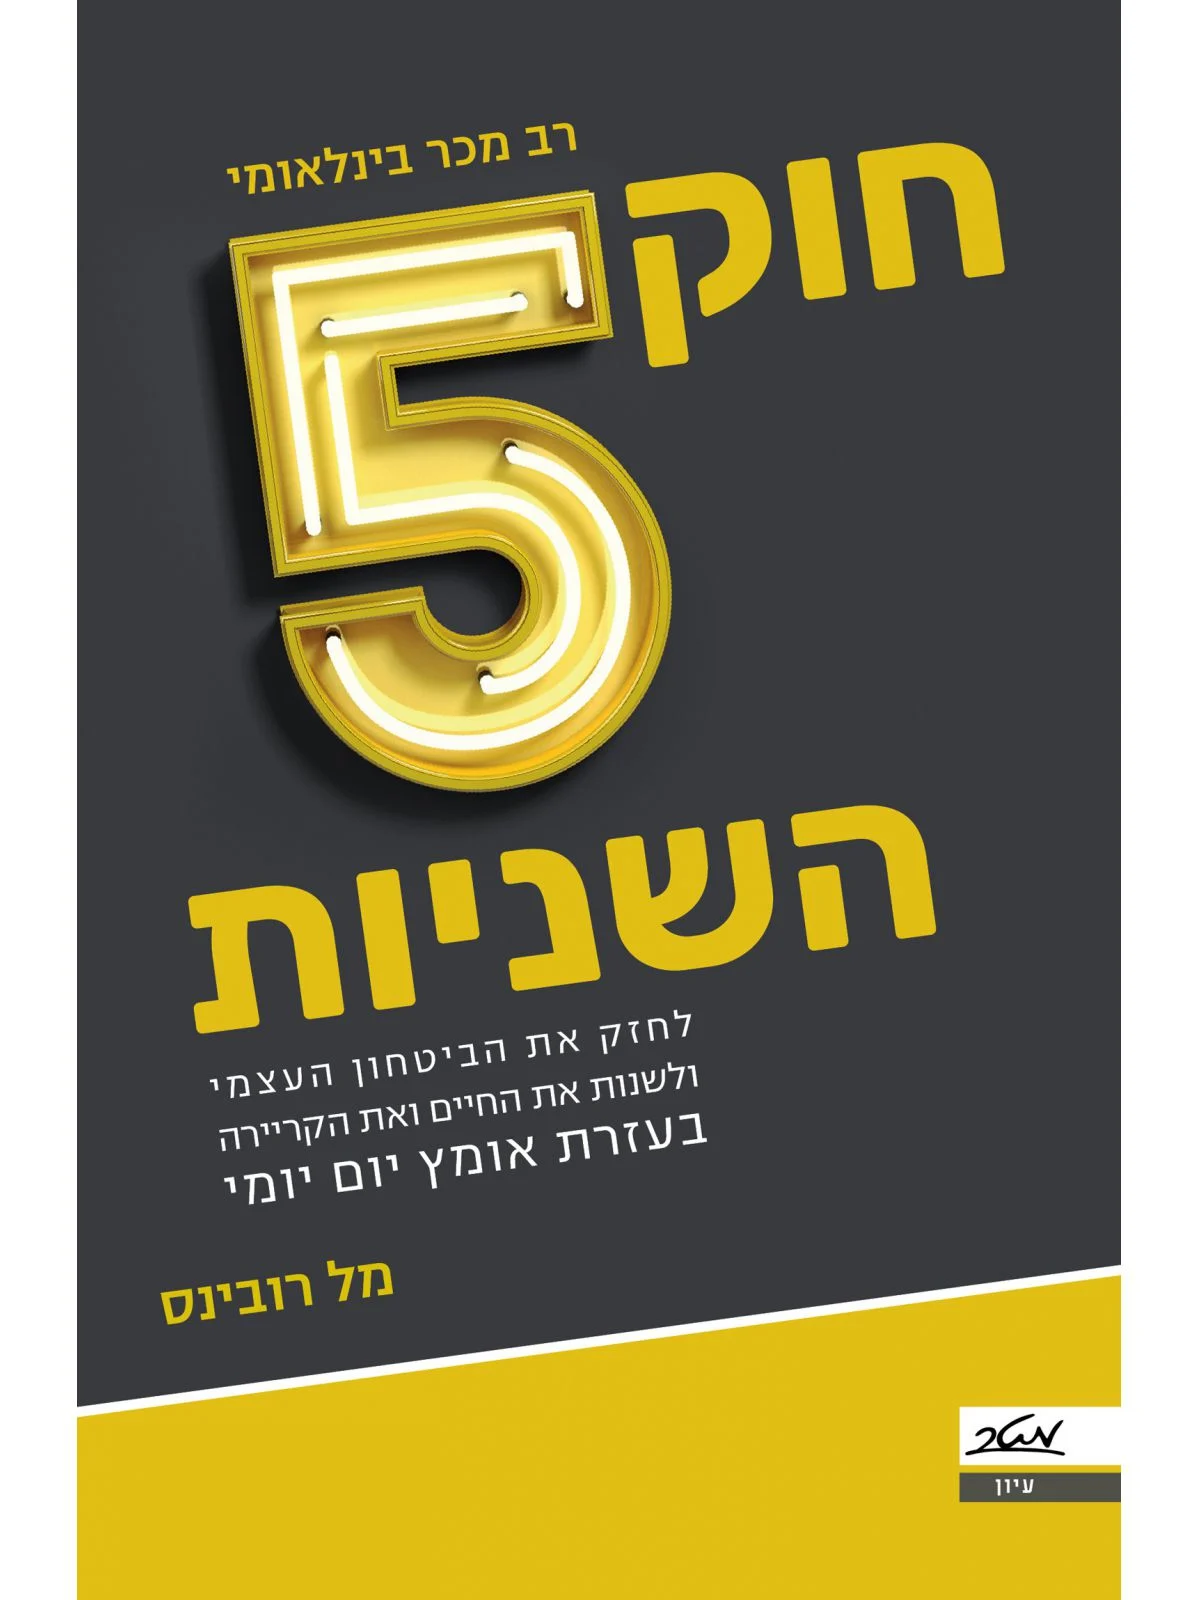 רב מכר בינלאומי
חוק 5
השניות
לחזק את הביטחון העצמי
ולשנות את החיים ואת הקריירה
בעזרת אומץ יום יומי
מל רובינס
מטר
עיון